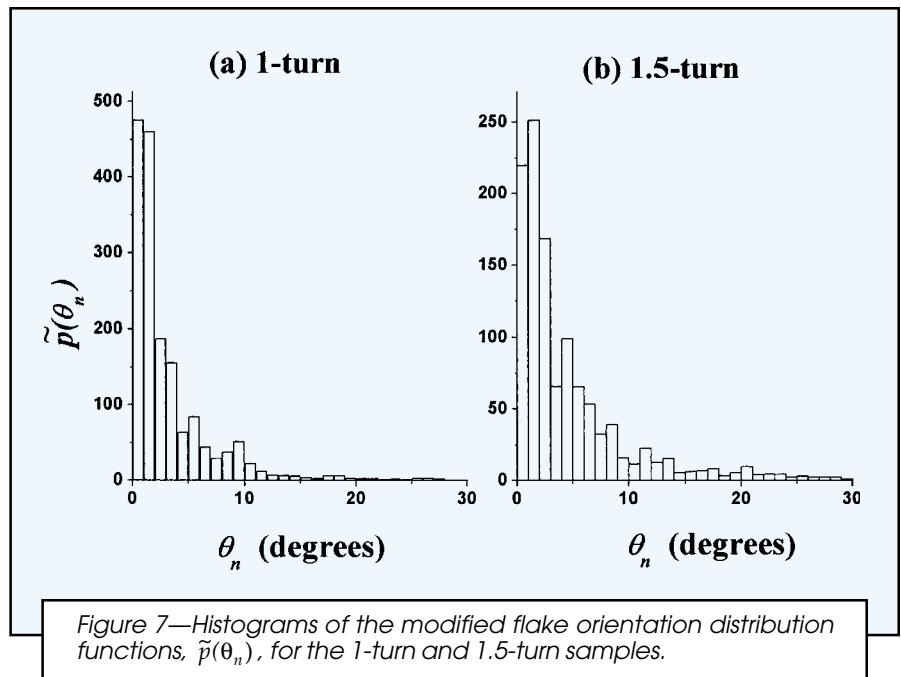 (a) 1-turn
(b) 1.5-turn
500
400
300
200
100
0
p̃(θₙ)
0 10 20 30
θₙ (degrees)
250
200
150
100
50
0
0 10 20 30
θₙ (degrees)
Figure 7—Histograms of the modified flake orientation distribution
functions, p̃(θₙ), for the 1-turn and 1.5-turn samples.